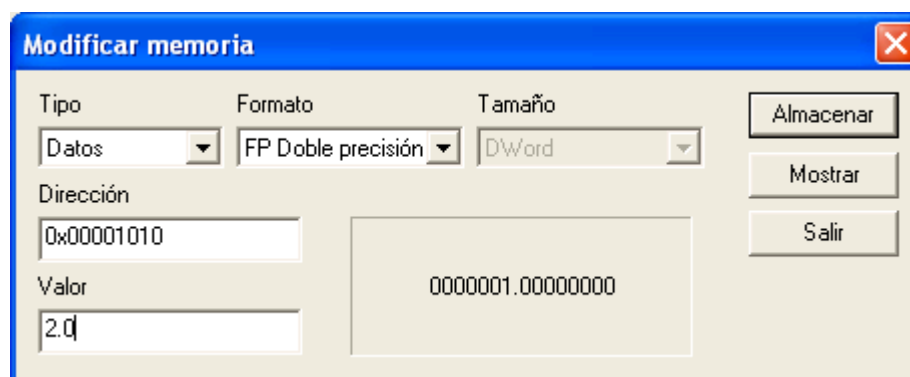 Modificar memoria
Tipo Formato Tamaño
Datos FP Doble precisión DWord
Almacenar
Mostrar
Salir
Dirección
0x00001010
Valor
2.0
0000001.00000000